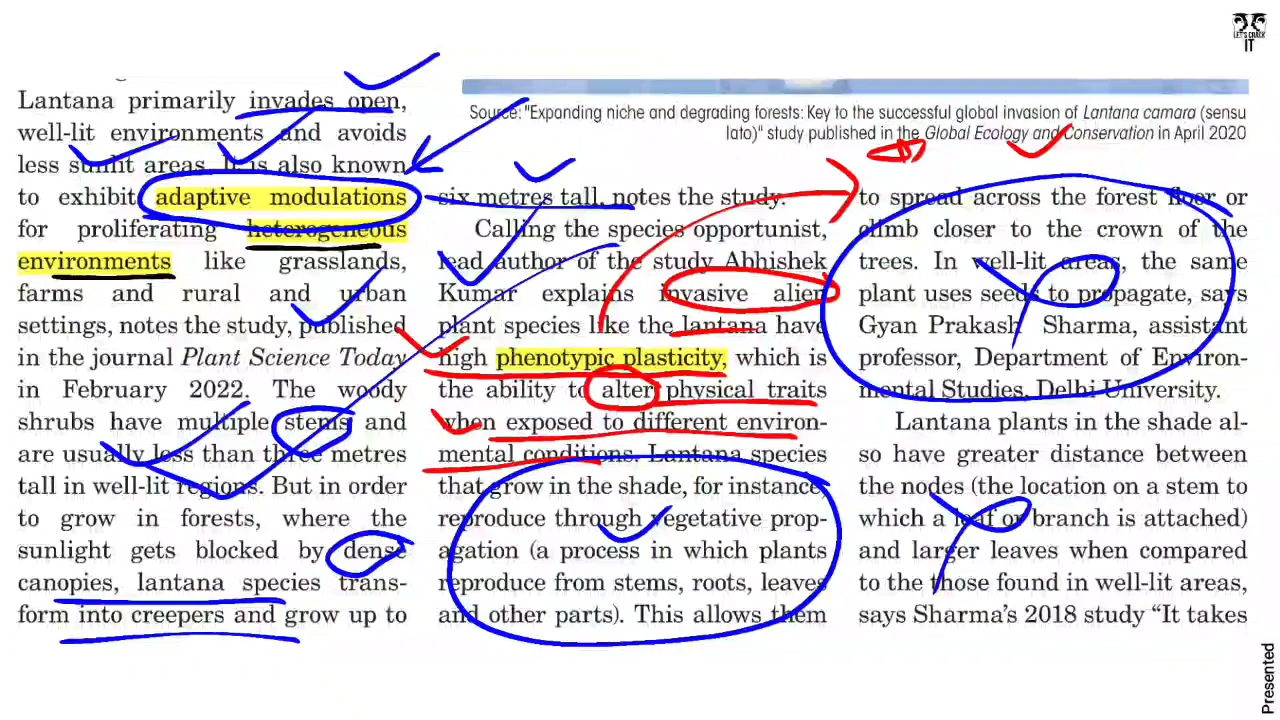 LET'S CRACK
IT
Source: "Expanding niche and degrading forests: Key to the successful global invasion of Lantana camara (sensu
lato)" study published in the Global Ecology and Conservation in April 2020
Lantana primarily invades open,
well-lit environments and avoids
less sunlit areas. It is also known
to exhibit adaptive modulations
for proliferating heterogeneous
environments like grasslands,
farms and rural and urban
settings, notes the study, published
in the journal Plant Science Today
in February 2022. The woody
shrubs have multiple stems and
are usually less than three metres
tall in well-lit regions. But in order
to grow in forests, where the
sunlight gets blocked by dense
canopies, lantana species trans-
form into creepers and grow up to
six metres tall, notes the study.
Calling the species opportunist,
lead author of the study Abhishek
Kumar explains invasive alien
plant species like the lantana have
high phenotypic plasticity, which is
the ability to alter physical traits
when exposed to different environ-
mental conditions. Lantana species
that grow in the shade, for instance,
reproduce through vegetative prop-
agation (a process in which plants
reproduce from stems, roots, leaves
and other parts). This allows them
to spread across the forest floor or
climb closer to the crown of the
trees. In well-lit areas, the same
plant uses seeds to propagate, says
Gyan Prakash Sharma, assistant
professor, Department of Environ-
mental Studies, Delhi University.
Lantana plants in the shade al-
so have greater distance between
the nodes (the location on a stem to
which a leaf or branch is attached)
and larger leaves when compared
to the those found in well-lit areas,
says Sharma's 2018 study "It takes
Presented